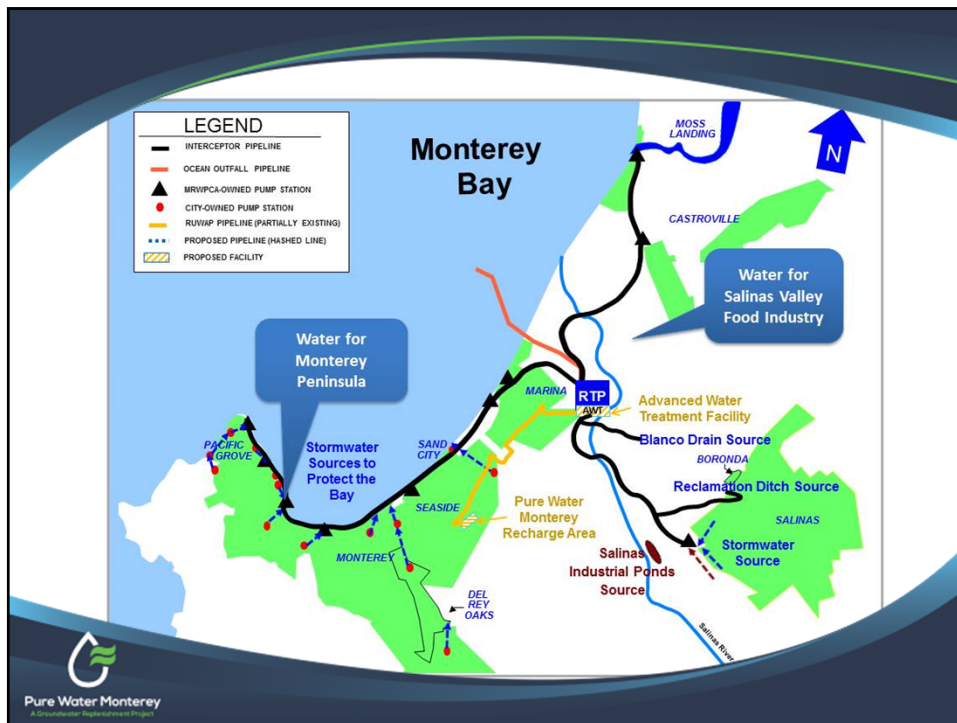 LEGEND
INTERCEPTOR PIPELINE
OCEAN OUTFALL PIPELINE
MRWPCA-OWNED PUMP STATION
CITY-OWNED PUMP STATION
RUWAP PIPELINE (PARTIALLY EXISTING)
PROPOSED PIPELINE (HASHED LINE)
PROPOSED FACILITY
Monterey
Bay
MOSS
LANDING
N
CASTROVILLE
Water for
Salinas Valley
Food Industry
Water for
Monterey
Peninsula
MARINA
RTP
AWT
Advanced Water
Treatment Facility
Blanco Drain Source
BORONDA
Reclamation Ditch Source
PACIFIC
GROVE
Stormwater
Sources to
Protect the
Bay
SAND
CITY
SEASIDE
Pure Water
Monterey
Recharge Area
SALINAS
Stormwater
Source
MONTEREY
Salinas
Industrial Ponds
Source
DEL
REY
OAKS
Salinas River
Pure Water Monterey
A Groundwater Replenishment Project